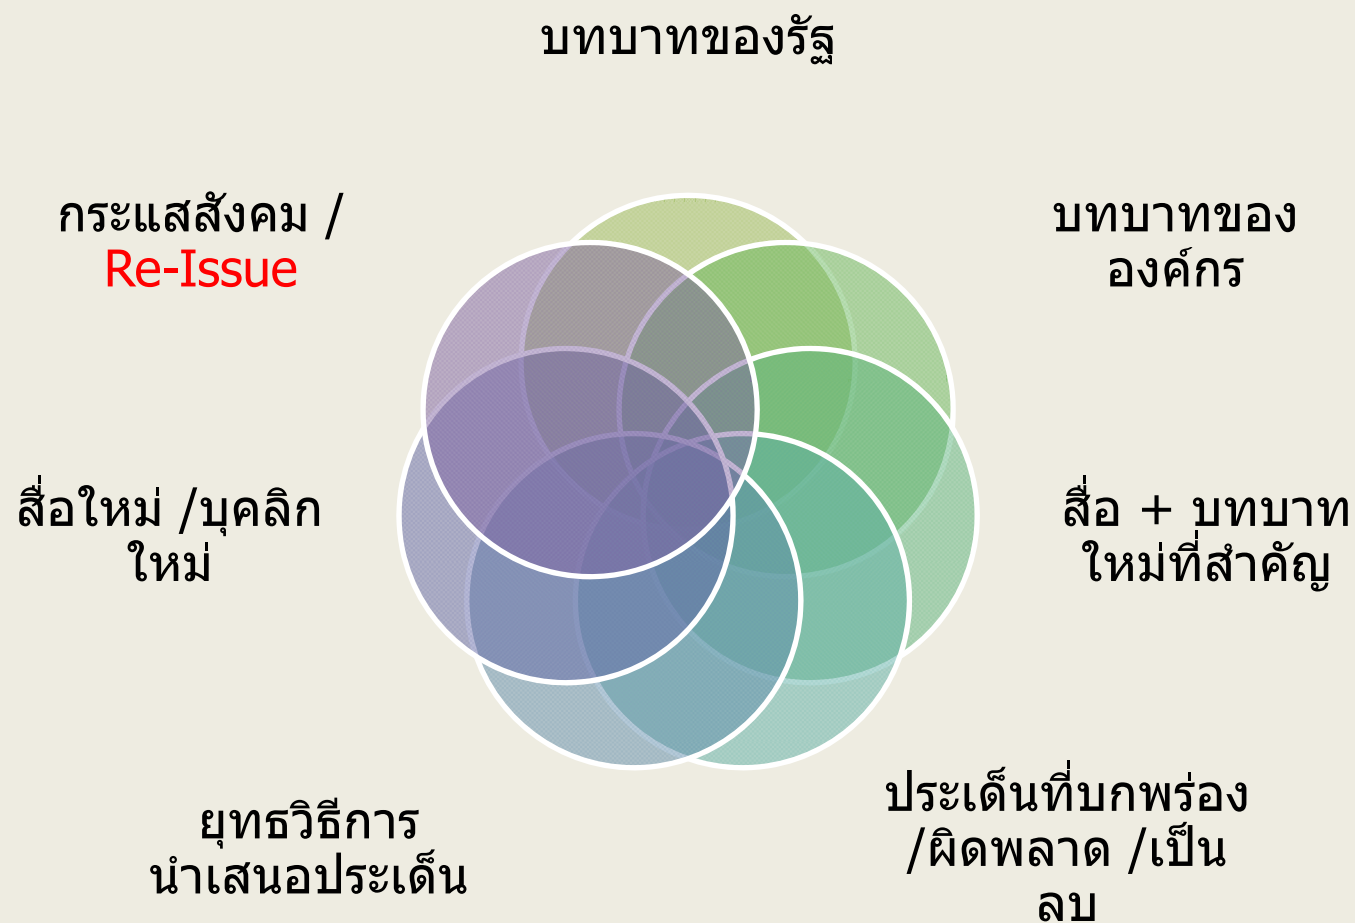 บทบาทของรัฐ
กระแสสังคม /
Re-Issue
บทบาทของ
องค์กร
สื่อใหม่ /บุคลิก
ใหม่
สื่อ + บทบาท
ใหม่ที่สำคัญ
ยุทธวิธีการ
นำเสนอประเด็น
ประเด็นที่บกพร่อง
/ผิดพลาด /เป็น
ลบ